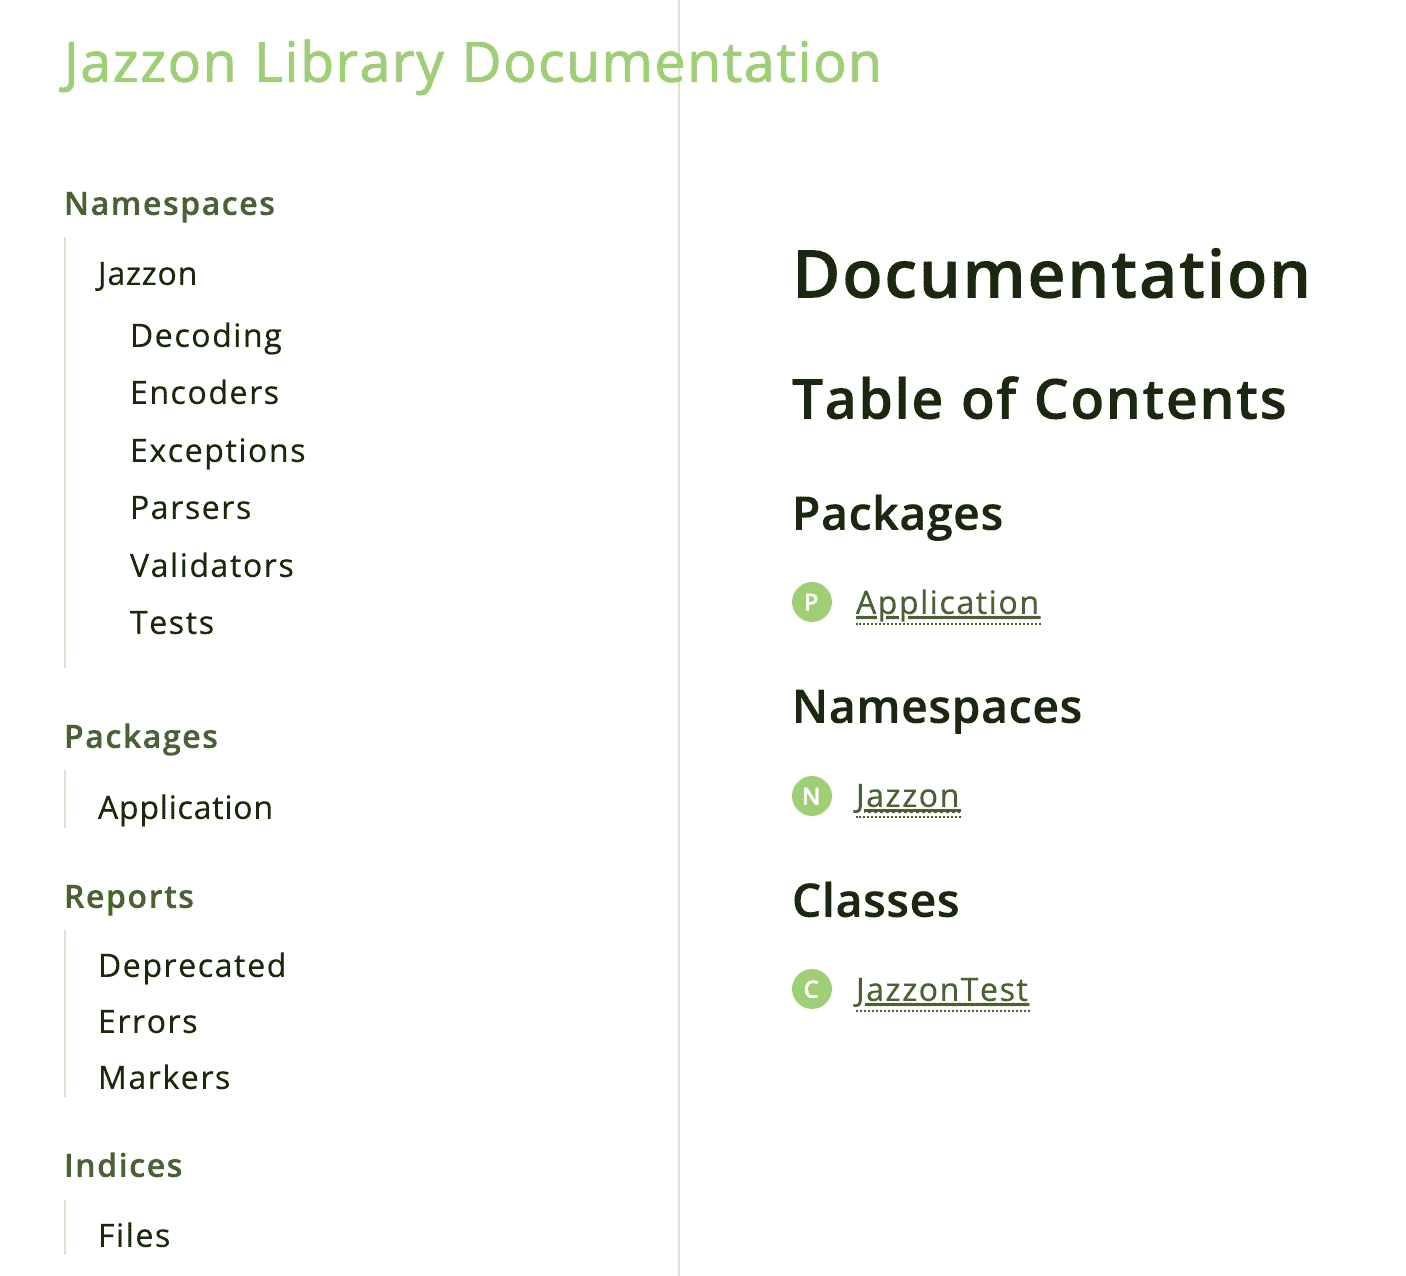 Jazzon Library Documentation
Namespaces
Jazzon
Decoding
Encoders
Exceptions
Parsers
Validators
Tests
Packages
Application
Reports
Deprecated
Errors
Markers
Indices
Files
Documentation
Table of Contents
Packages
P Application
Namespaces
N Jazzon
Classes
C JazzonTest